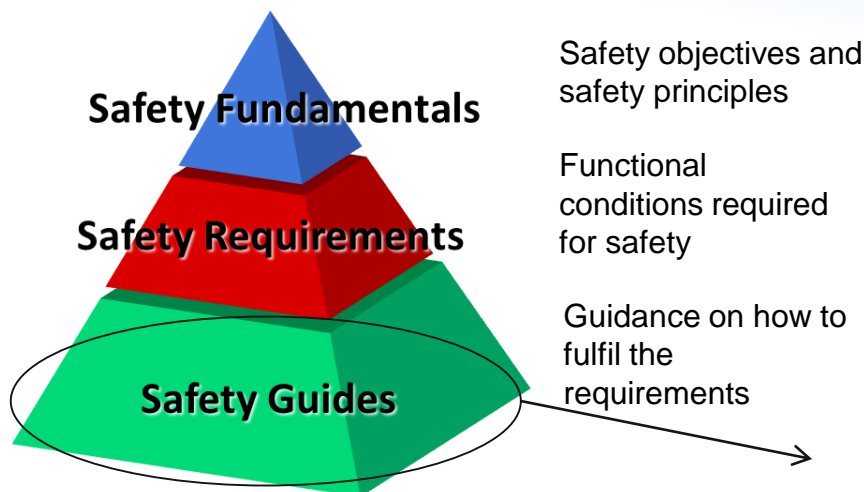 Safety Fundamentals
Safety objectives and
safety principles
Safety Requirements
Functional
conditions required
for safety
Safety Guides
Guidance on how to
fulfil the
requirements